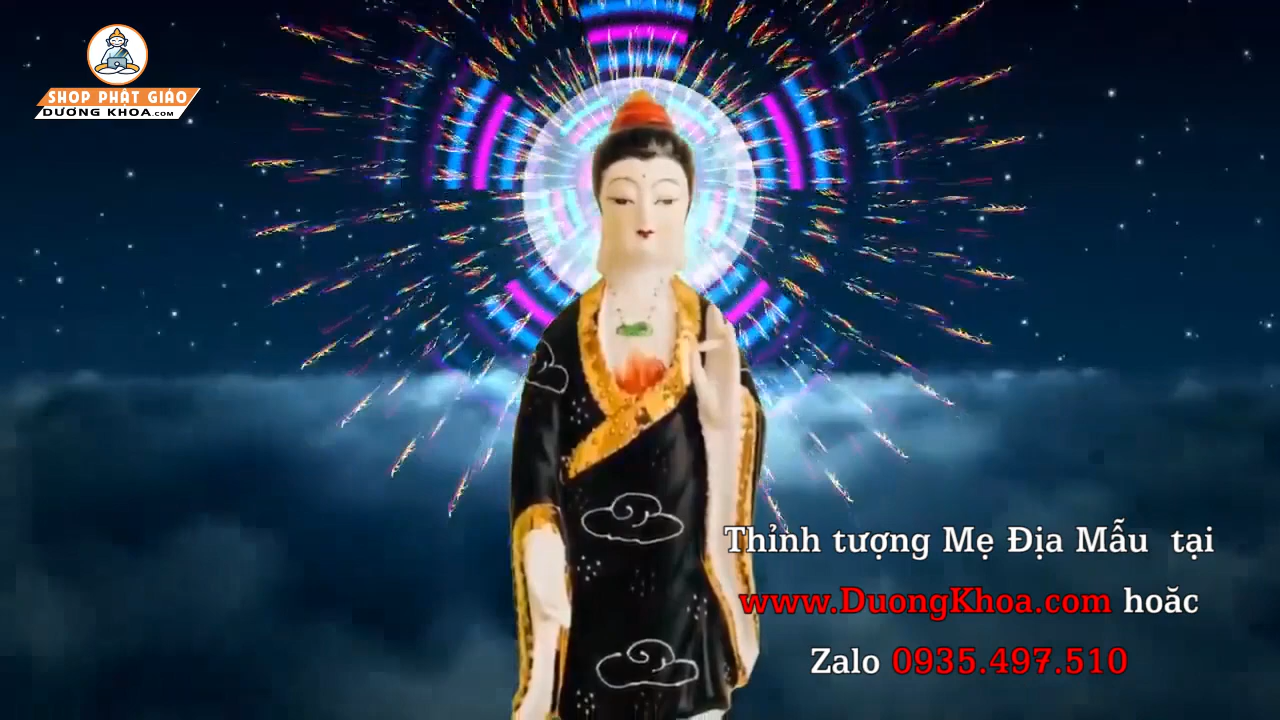 SHOP PHẬT GIÁO
DƯƠNG KHOA.com
Thỉnh tượng Mẹ Địa Mẫu tại
www.DuongKhoa.com hoăc
Zalo 0935.497.510